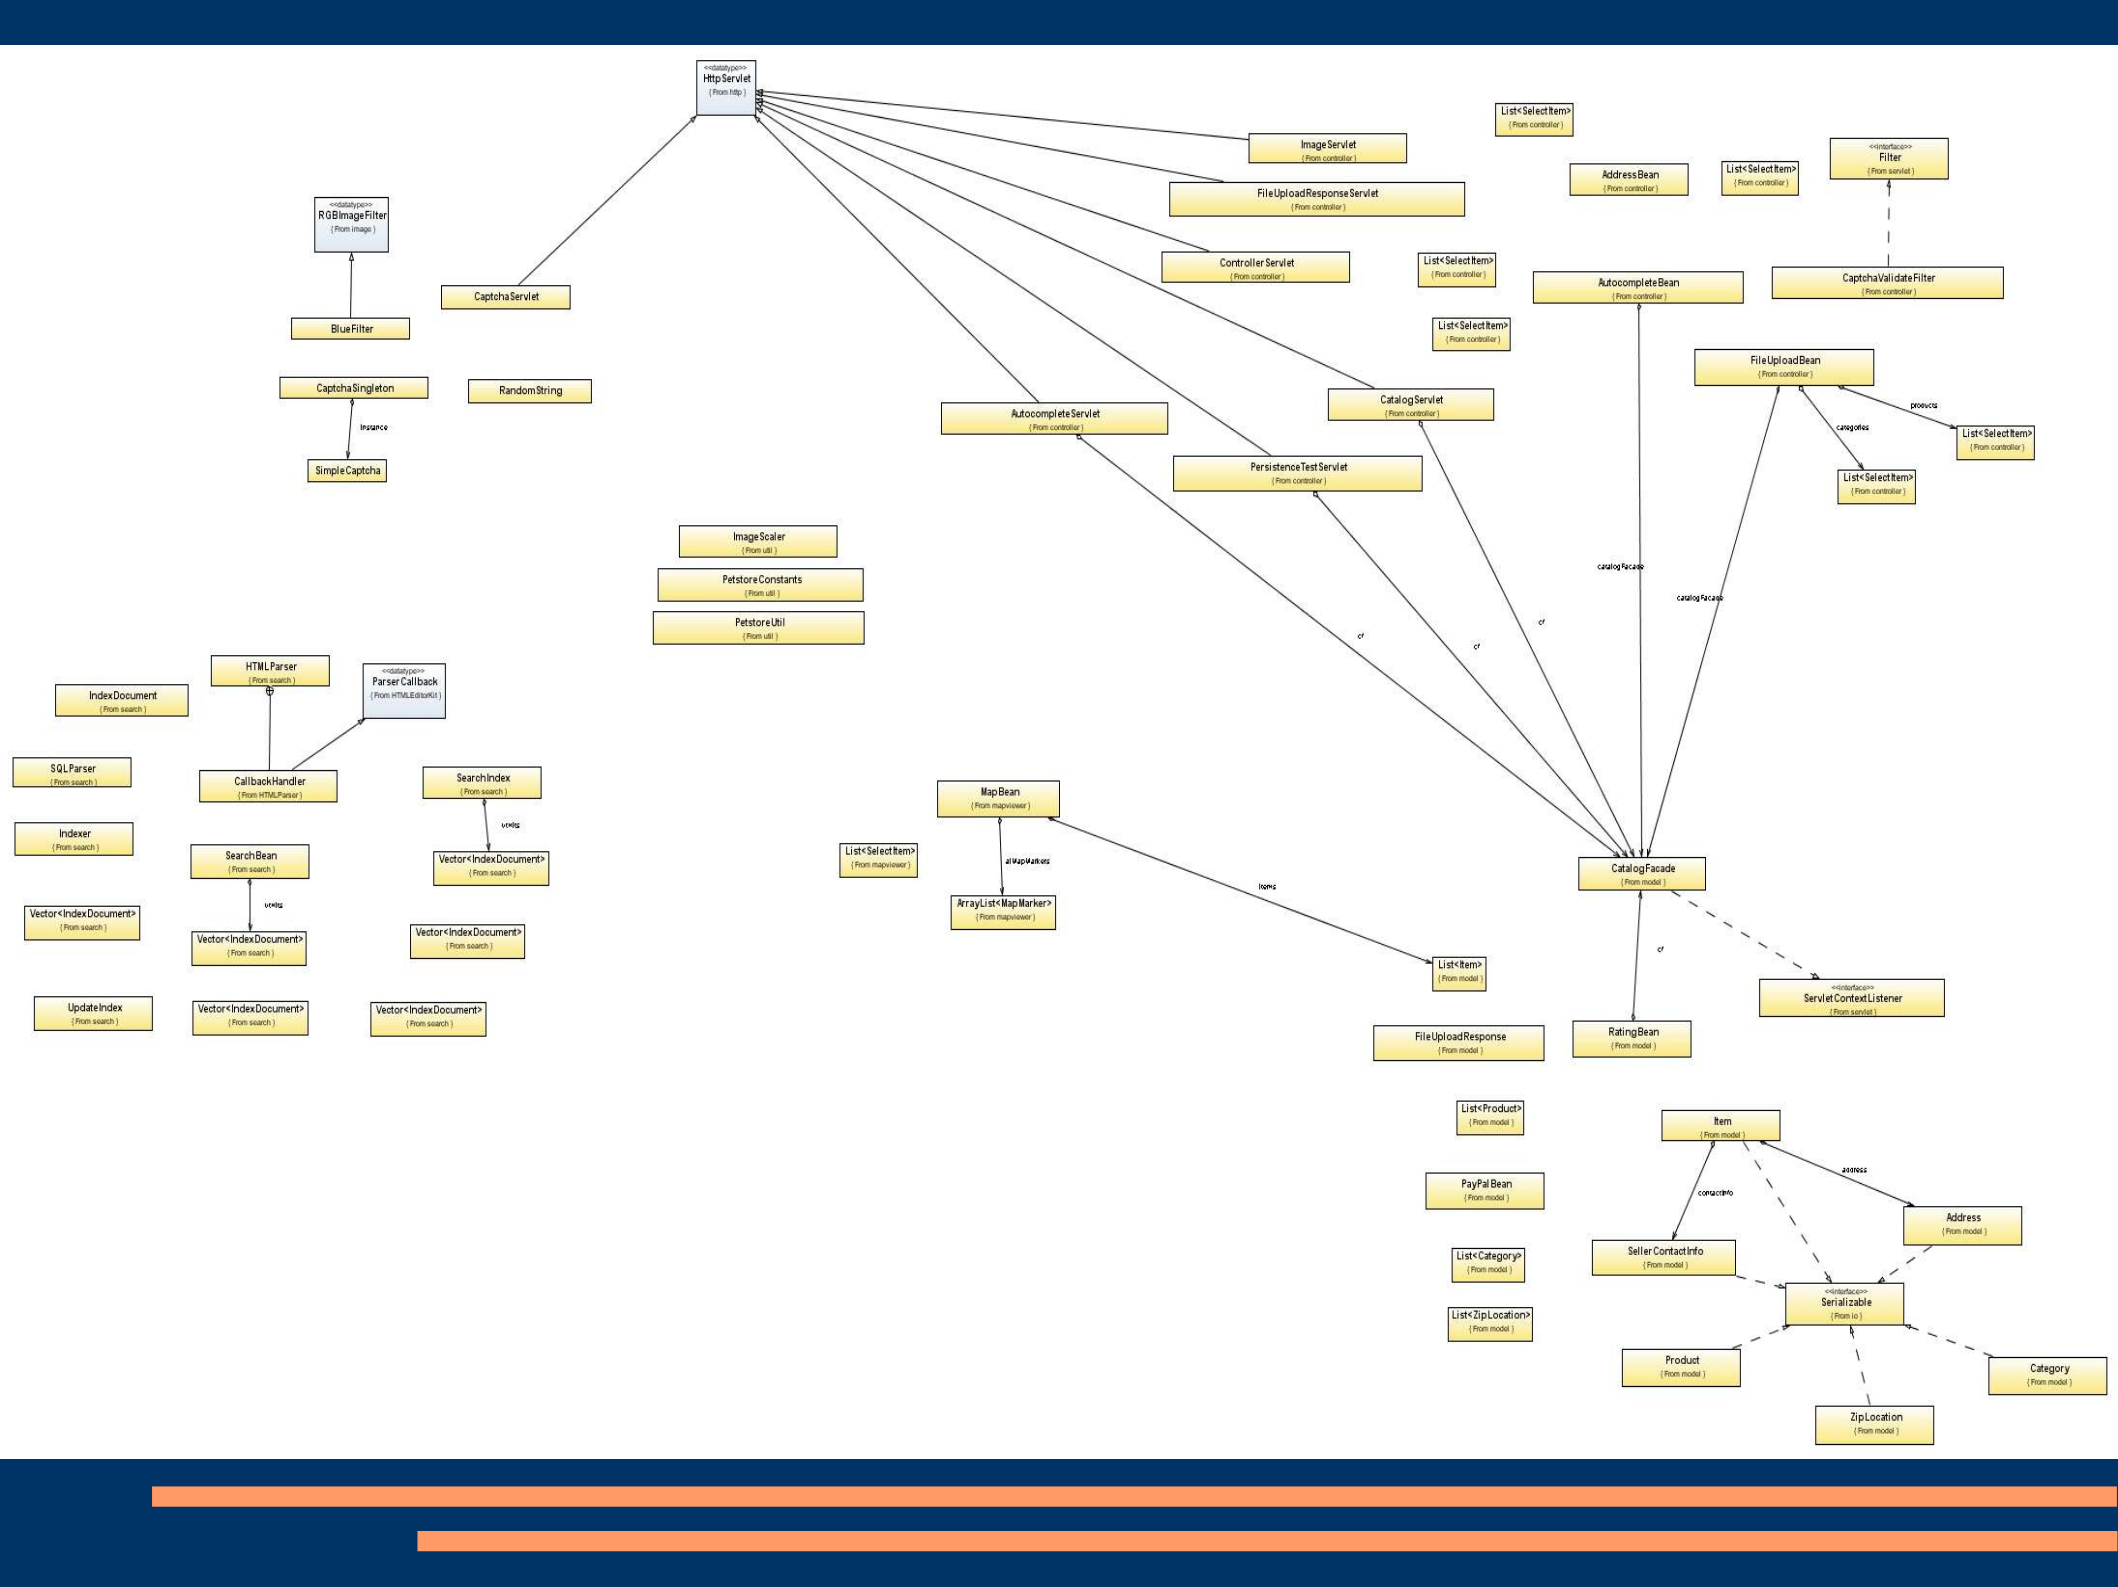 <<datatype>>
HttpServlet
{ From http }
List<SelectItem>
{ From controller }
ImageServlet
{ From controller }
<<interface>>
Filter
{ From servlet }
AddressBean
{ From controller }
List<SelectItem>
{ From controller }
FileUploadResponseServlet
{ From controller }
<<datatype>>
RGBImageFilter
{ From image }
ControllerServlet
{ From controller }
List<SelectItem>
{ From controller }
AutocompleteBean
{ From controller }
CaptchaValidateFilter
{ From controller }
CaptchaServlet
BlueFilter
List<SelectItem>
{ From controller }
FileUploadBean
{ From controller }
CaptchaSingleton
RandomString
instance
SimpleCaptcha
AutocompleteServlet
{ From controller }
CatalogServlet
{ From controller }
products
categories
List<SelectItem>
{ From controller }
PersistenceTestServlet
{ From controller }
List<SelectItem>
{ From controller }
ImageScaler
{ From util }
PetstoreConstants
{ From util }
PetstoreUtil
{ From util }
catalogFacade
catalogFacade
cf
cf
cf
HTMLParser
{ From search }
<<datatype>>
ParserCallback
{ From HTMLEditorKit }
IndexDocument
{ From search }
SQLParser
{ From search }
CallbackHandler
{ From HTMLParser }
SearchIndex
{ From search }
MapBean
{ From mapviewer }
Indexer
{ From search }
vtHits
SearchBean
{ From search }
Vector<IndexDocument>
{ From search }
List<SelectItem>
{ From mapviewer }
alMapMarkers
items
CatalogFacade
{ From model }
vtHits
Vector<IndexDocument>
{ From search }
Vector<IndexDocument>
{ From search }
Vector<IndexDocument>
{ From search }
ArrayList<MapMarker>
{ From mapviewer }
cf
List<Item>
{ From model }
<<interface>>
ServletContextListener
{ From servlet }
UpdateIndex
{ From search }
Vector<IndexDocument>
{ From search }
Vector<IndexDocument>
{ From search }
FileUploadResponse
{ From model }
RatingBean
{ From model }
List<Product>
{ From model }
Item
{ From model }
address
contactInfo
PayPalBean
{ From model }
Address
{ From model }
List<Category>
{ From model }
SellerContactInfo
{ From model }
<<interface>>
Serializable
{ From io }
List<ZipLocation>
{ From model }
Product
{ From model }
Category
{ From model }
ZipLocation
{ From model }